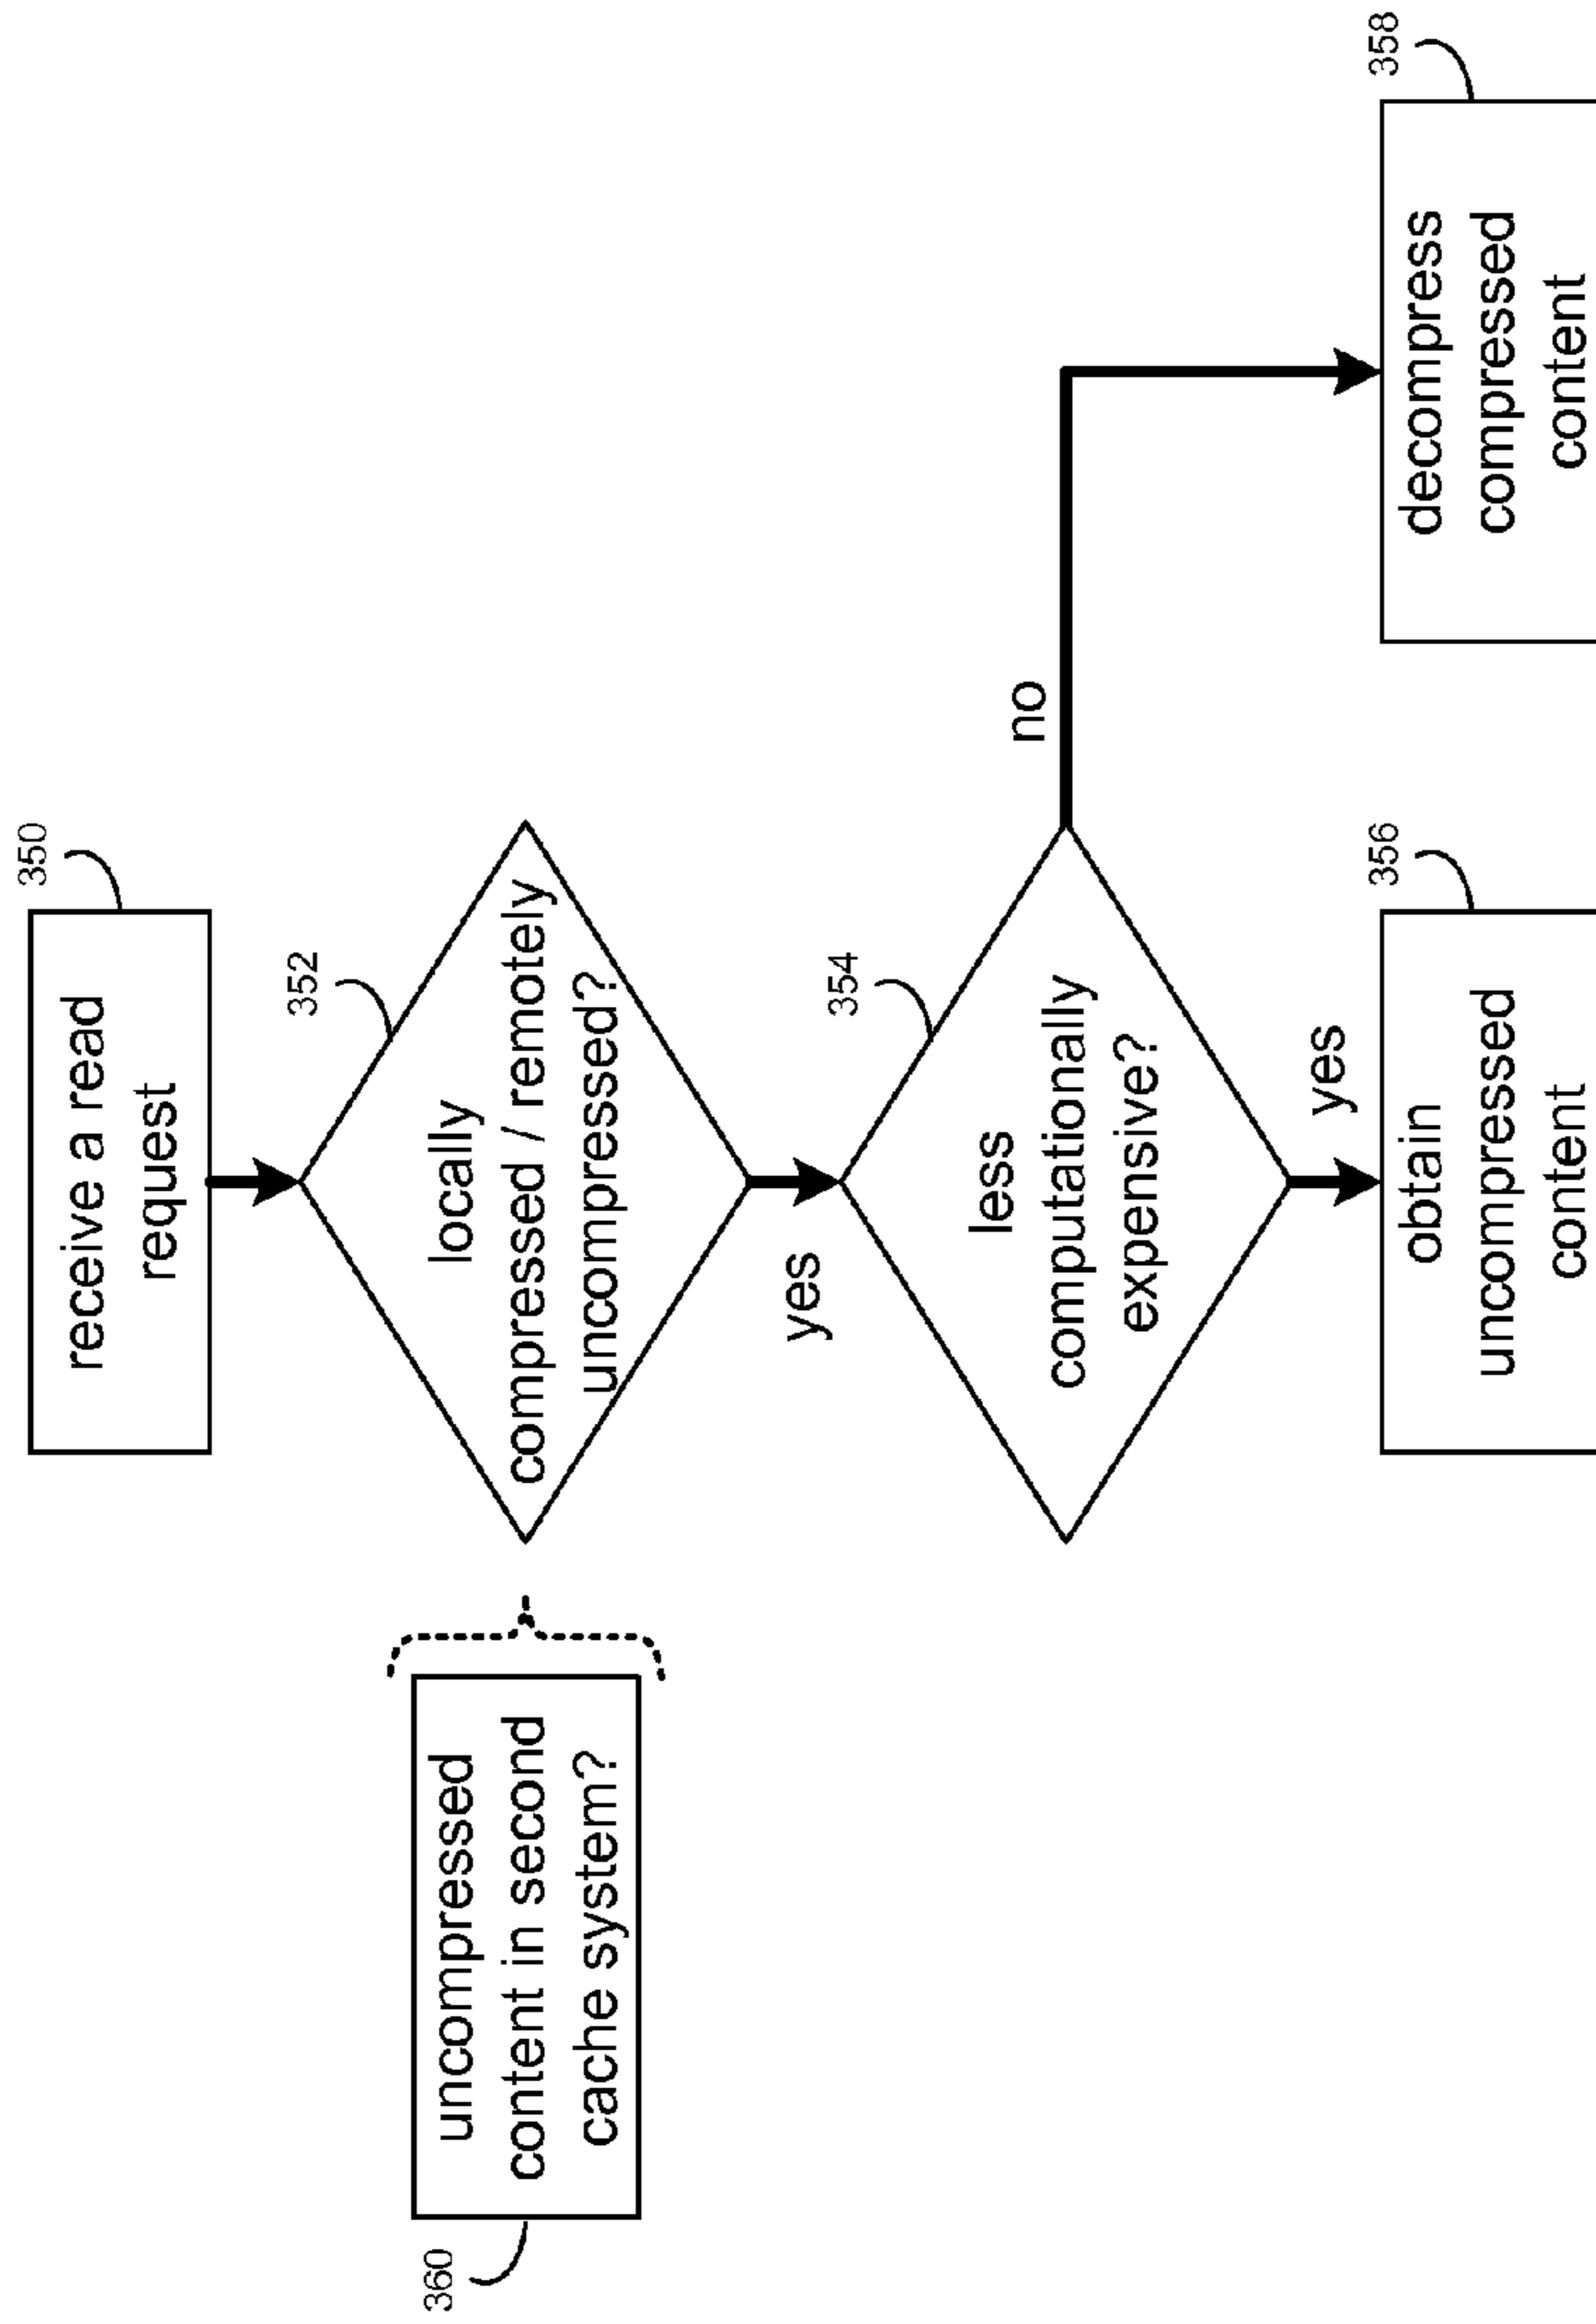 350
receive a read
request
352
locally
compressed / remotely
uncompressed?
360
uncompressed
content in second
cache system?
yes
354
less
computationally
expensive?
no
yes
356
obtain
uncompressed
content
358
decompress
compressed
content